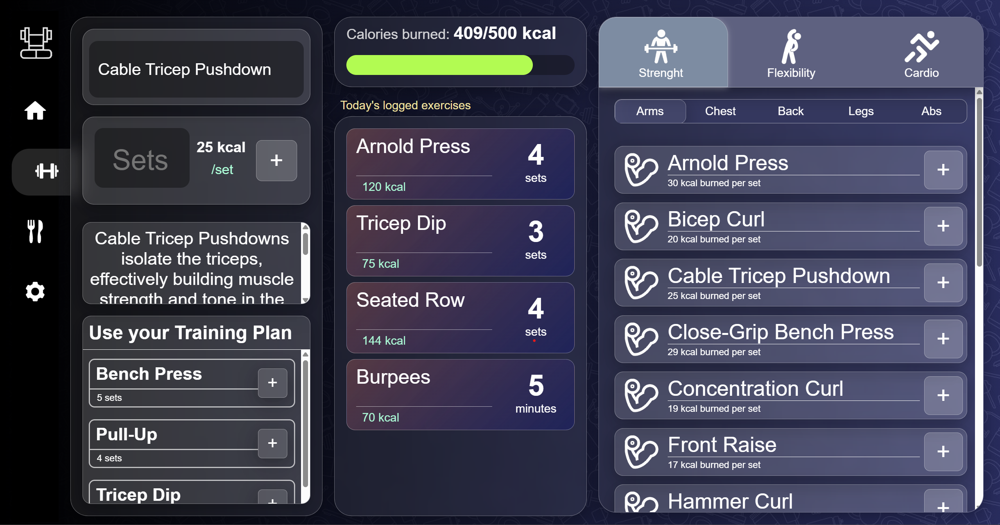 Cable Tricep Pushdown
Sets
25 kcal
/set
+
Cable Tricep Pushdowns
isolate the triceps,
effectively building muscle
strength and tone in the
Use your Training Plan
Bench Press
5 sets
+
Pull-Up
4 sets
+
Tricep Dip
+
Calories burned: 409/500 kcal
Today's logged exercises
Arnold Press
120 kcal
4
sets
Tricep Dip
75 kcal
3
sets
Seated Row
144 kcal
4
sets
Burpees
70 kcal
5
minutes
Strenght
Flexibility
Cardio
Arms
Chest
Back
Legs
Abs
Arnold Press
30 kcal burned per set
+
Bicep Curl
20 kcal burned per set
+
Cable Tricep Pushdown
25 kcal burned per set
+
Close-Grip Bench Press
29 kcal burned per set
+
Concentration Curl
19 kcal burned per set
+
Front Raise
17 kcal burned per set
+
Hammer Curl
+